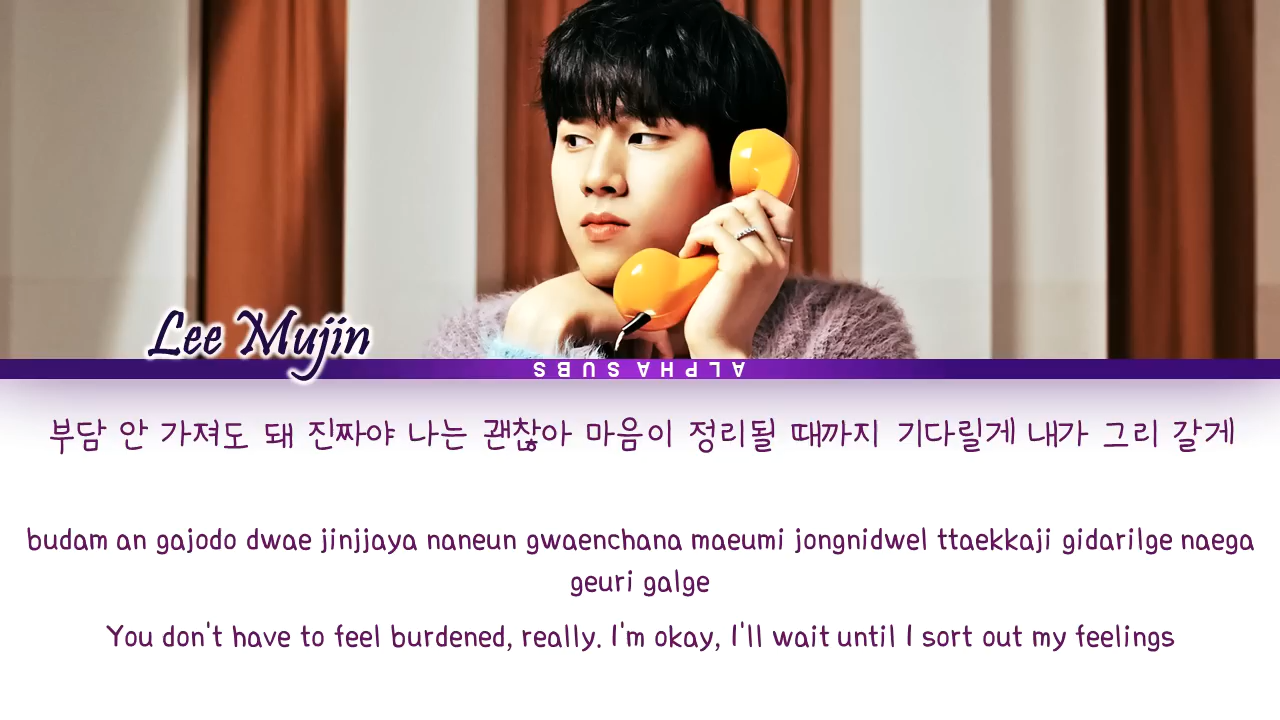 Lee Mujin
ALPHA SUBS
부담 안 가져도 돼 진짜야 나는 괜찮아 마음이 정리될 때까지 기다릴게 내가 그리 갈게
budam an gajodo dwae jinjjaya naneun gwaenchana maeumi jongnidwel ttaekkaji gidarilge naega
geuri galge
You don't have to feel burdened, really. I'm okay, I'll wait until I sort out my feelings